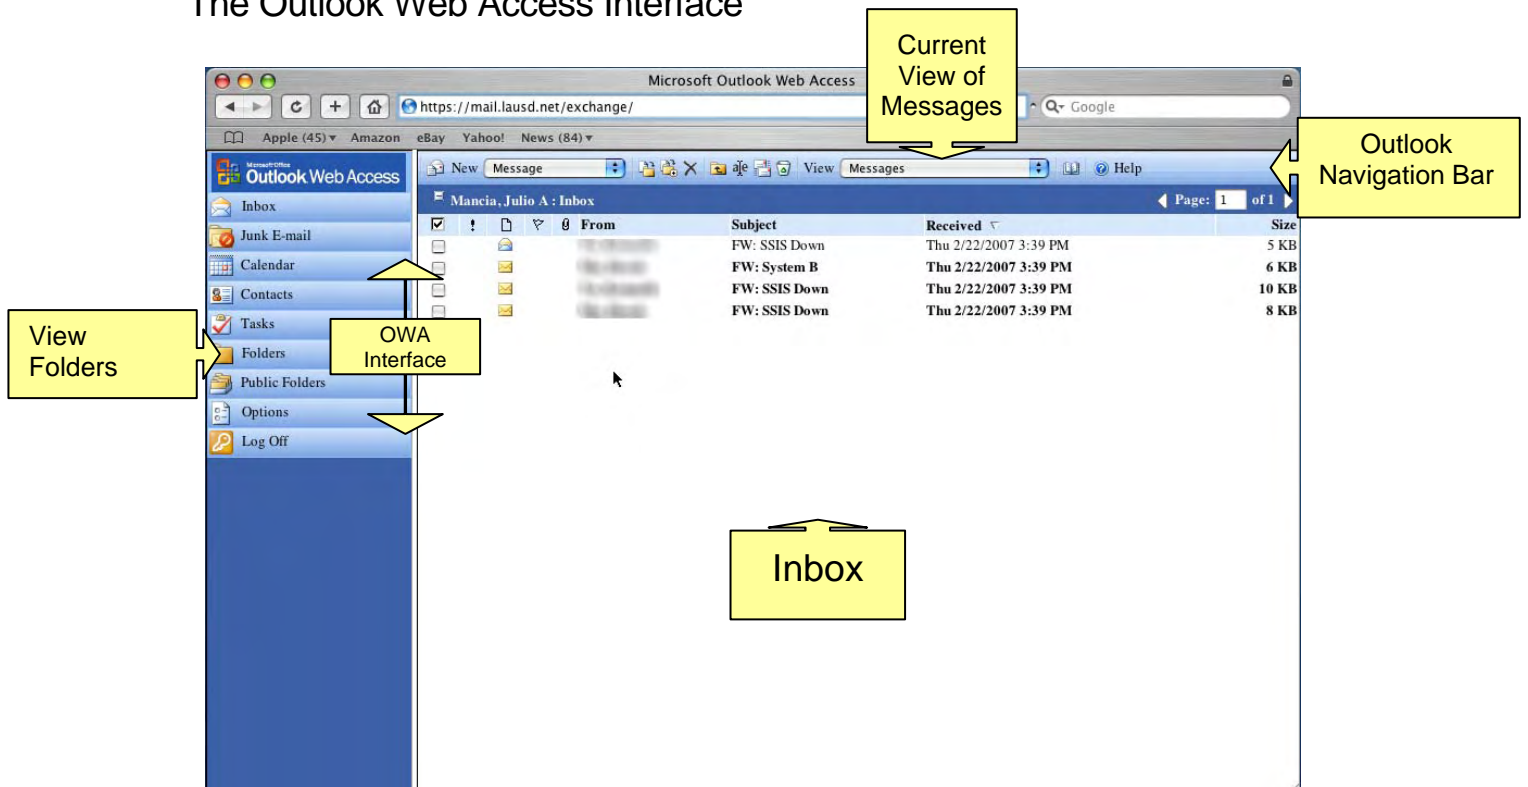 The Outlook Web Access Interface
Current
View of
Messages
Microsoft Outlook Web Access
https://mail.lausd.net/exchange/
Google
Apple (45) Amazon eBay Yahoo! News (84)
Outlook
Navigation Bar
Microsoft Office
Outlook Web Access
New Message View Messages Help
Mancia, Julio A : Inbox Page: 1 of 1
From Subject Received Size
FW: SSIS Down Thu 2/22/2007 3:39 PM 5 KB
FW: System B Thu 2/22/2007 3:39 PM 6 KB
FW: SSIS Down Thu 2/22/2007 3:39 PM 10 KB
FW: SSIS Down Thu 2/22/2007 3:39 PM 8 KB
Inbox
Junk E-mail
Calendar
Contacts
Tasks
Folders
Public Folders
Options
Log Off
View
Folders
OWA
Interface
Inbox